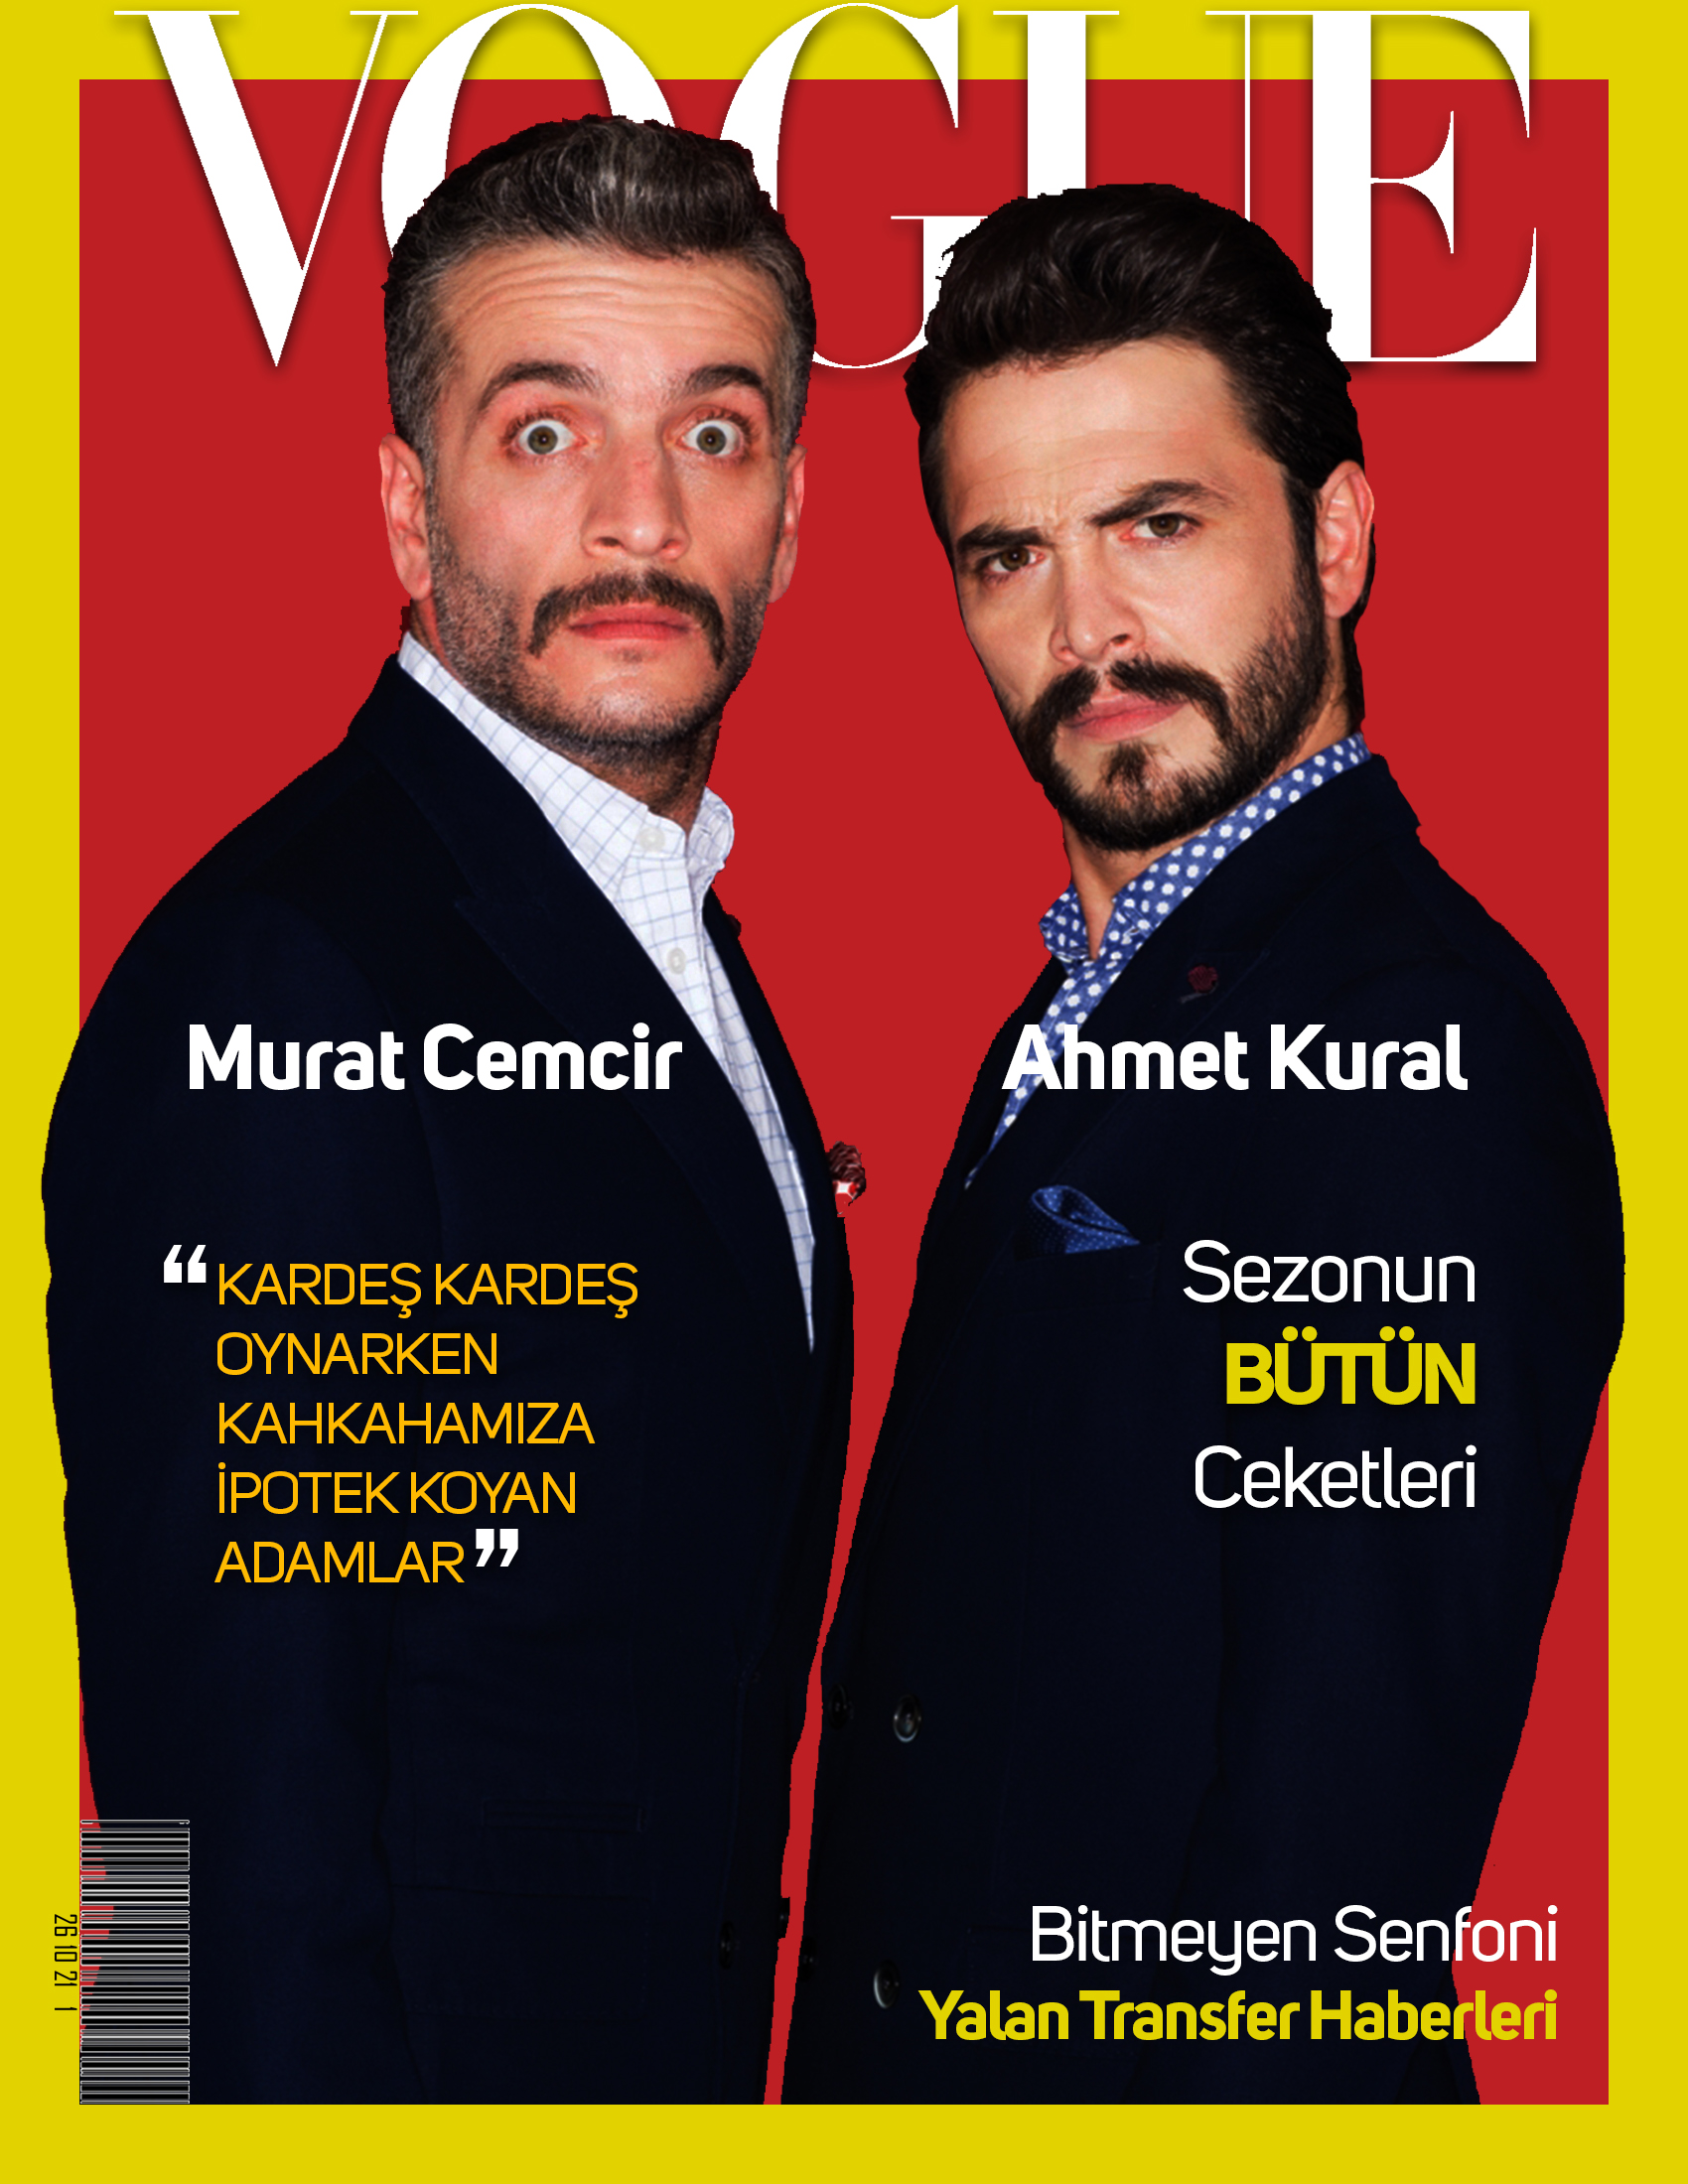 VOGUE
Murat Cemcir
Ahmet Kural
“KARDEŞ KARDEŞ
OYNARKEN
KAHKAHAMIZA
İPOTEK KOYAN
ADAMLAR”
Sezonun
BÜTÜN
Ceketleri
Bitmeyen Senfoni
Yalan Transfer Haberleri
26 10 21 1